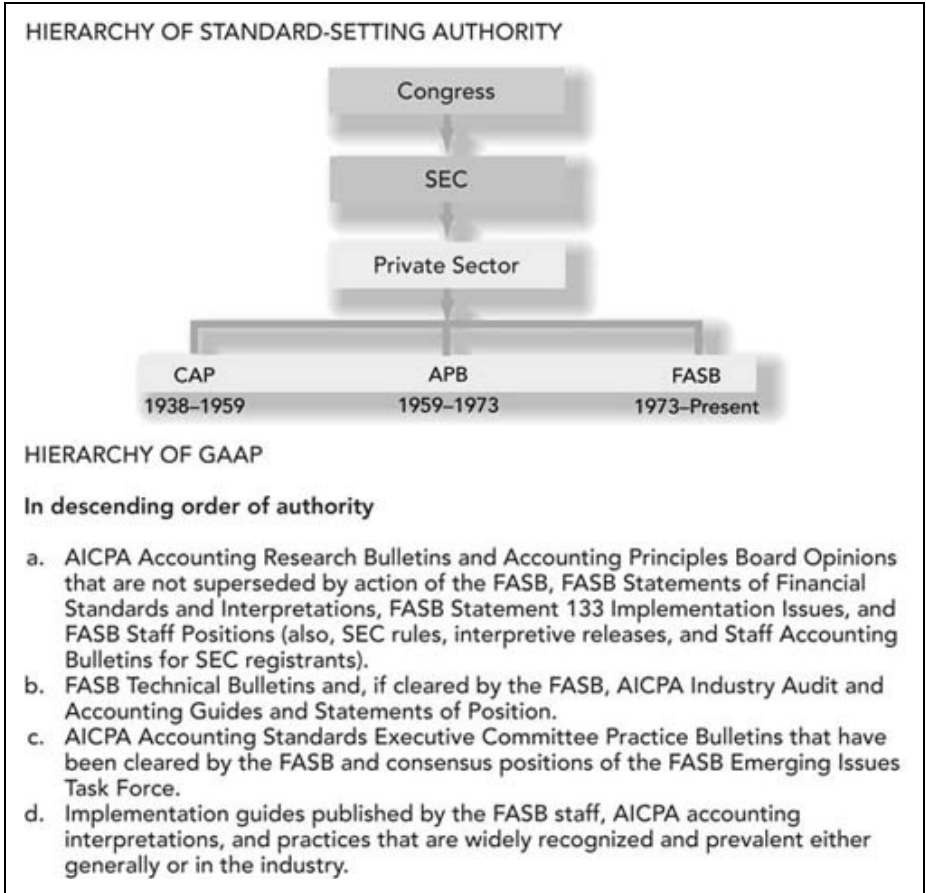 HIERARCHY OF STANDARD-SETTING AUTHORITY
Congress
SEC
Private Sector
CAP APB FASB
1938–1959 1959–1973 1973–Present
HIERARCHY OF GAAP
In descending order of authority
a. AICPA Accounting Research Bulletins and Accounting Principles Board Opinions
that are not superseded by action of the FASB, FASB Statements of Financial
Standards and Interpretations, FASB Statement 133 Implementation Issues, and
FASB Staff Positions (also, SEC rules, interpretive releases, and Staff Accounting
Bulletins for SEC registrants).
b. FASB Technical Bulletins and, if cleared by the FASB, AICPA Industry Audit and
Accounting Guides and Statements of Position.
c. AICPA Accounting Standards Executive Committee Practice Bulletins that have
been cleared by the FASB and consensus positions of the FASB Emerging Issues
Task Force.
d. Implementation guides published by the FASB staff, AICPA accounting
interpretations, and practices that are widely recognized and prevalent either
generally or in the industry.